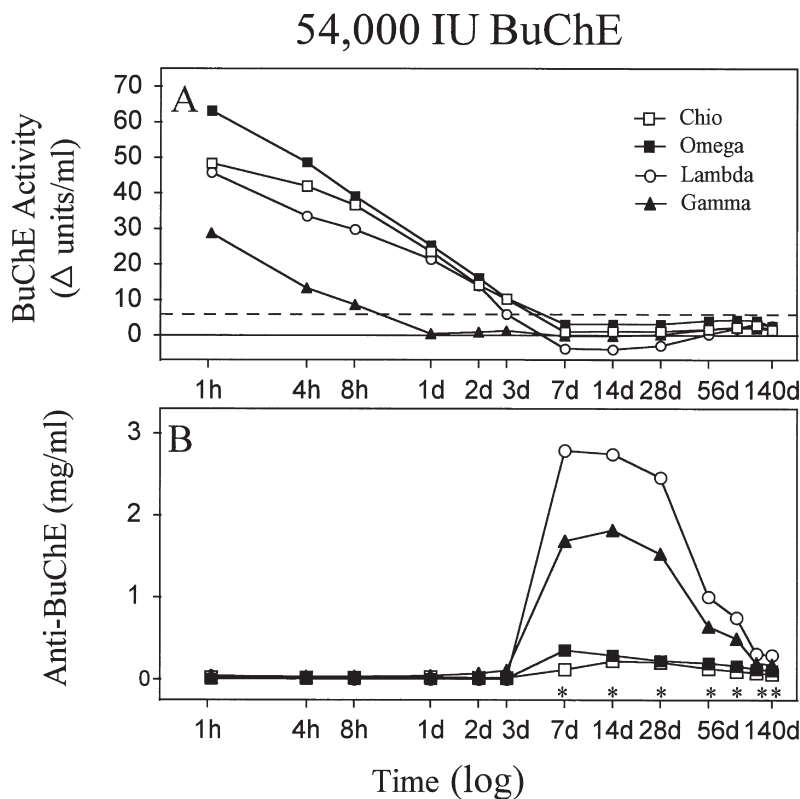 54,000 IU BuChE
A
Chio
Omega
Lambda
Gamma
BuChE Activity
(Δ units/ml)
70
60
50
40
30
20
10
0
1h 4h 8h 1d 2d 3d 7d 14d 28d 56d 140d
B
Anti-BuChE (mg/ml)
3
2
1
0
* * * * * * *
1h 4h 8h 1d 2d 3d 7d 14d 28d 56d 140d
Time (log)